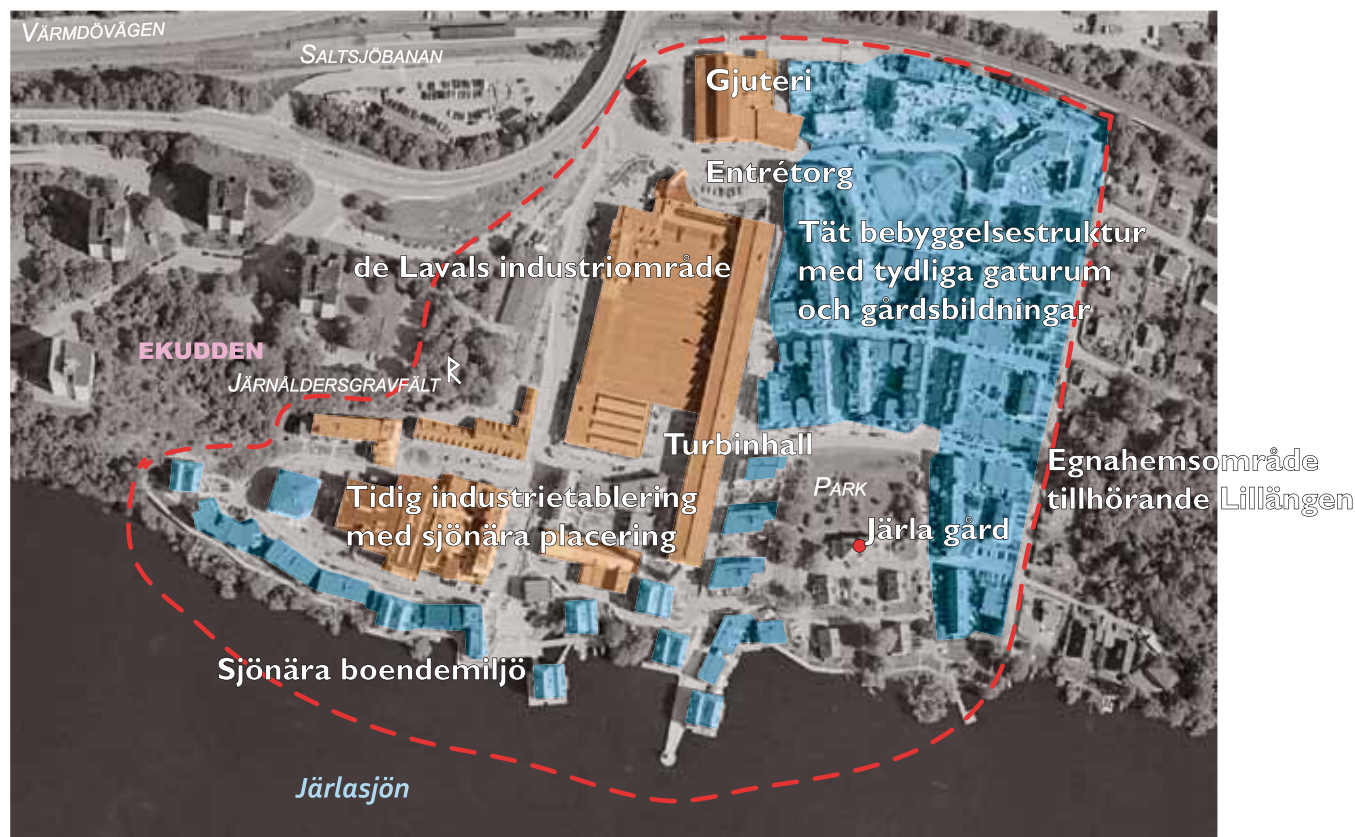 VÄRMDÖVÄGEN
SALTSJÖBANAN
Gjuteri
Entrétorg
Tät bebyggelsestruktur
med tydliga gaturum
och gårdsbildningar
de Lavals industriområde
EKUDDEN
JÄRNÅLDERSGRAVFÄLT
Turbinhall
Egnahemsområde
tillhörande Lillängen
PARK
Tidig industrietablering
med sjönära placering
Järla gård
Sjönära boendemiljö
Järlasjön